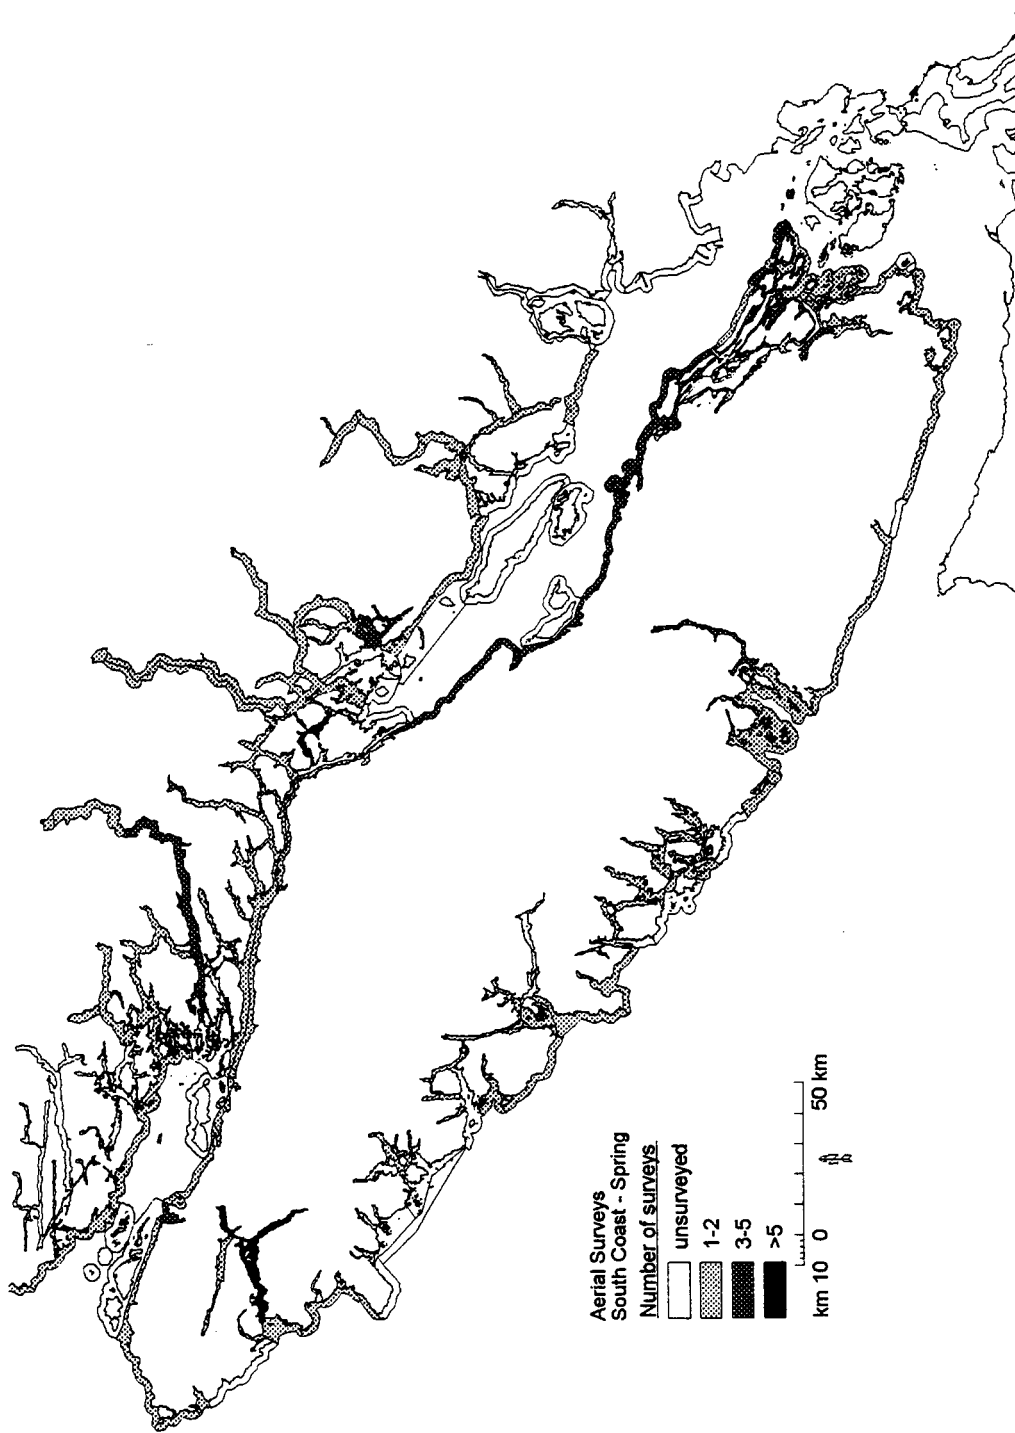 Aerial Surveys
South Coast - Spring
Number of surveys
unsurveyed
1-2
3-5
>5
km 10 0 50 km